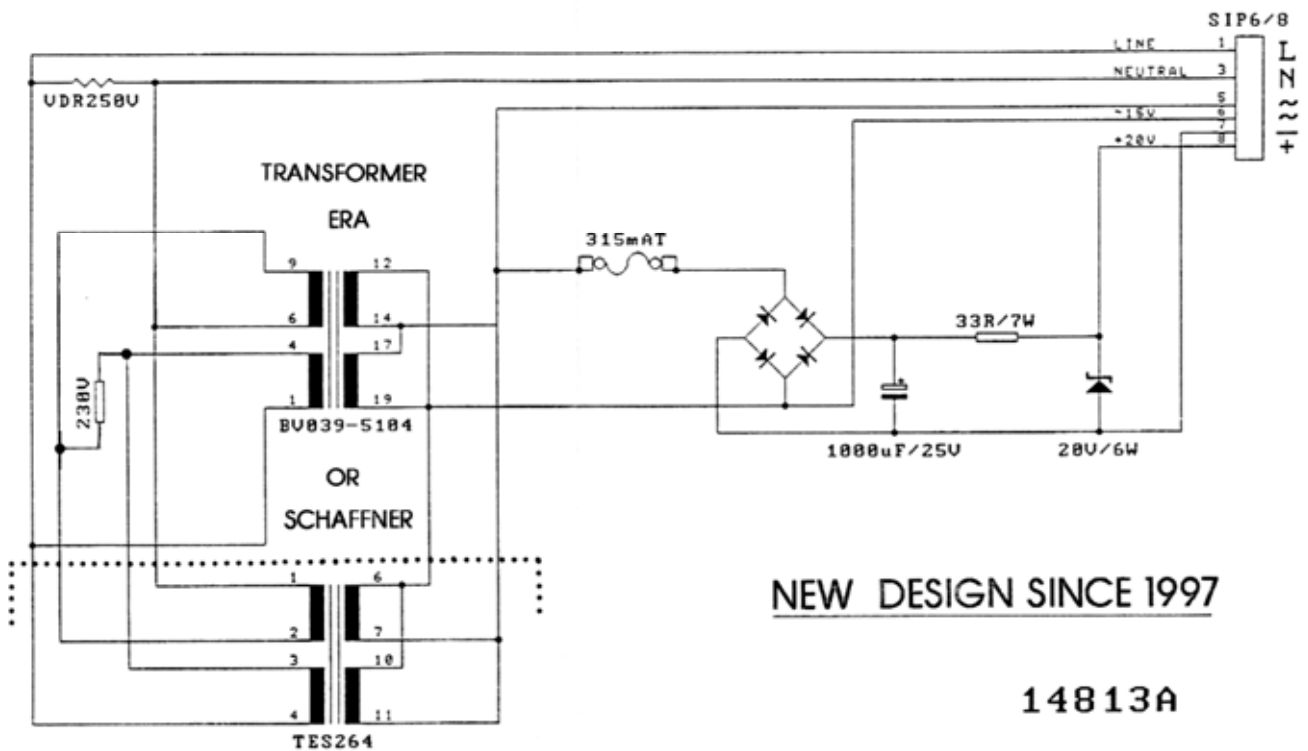 SIP6/8
LINE 1 L
NEUTRAL 3 N
5
~15V 6 ≈
7 –
+20V 8 +
VDR250V
TRANSFORMER
ERA
315mAT
9 12
6 14
4 17
1 19
230V
BV039-5104
33R/7W
+
1000uF/25V
20V/6W
OR
SCHAFFNER
1 6
2 7
3 10
4 11
TES264
NEW DESIGN SINCE 1997
14813A